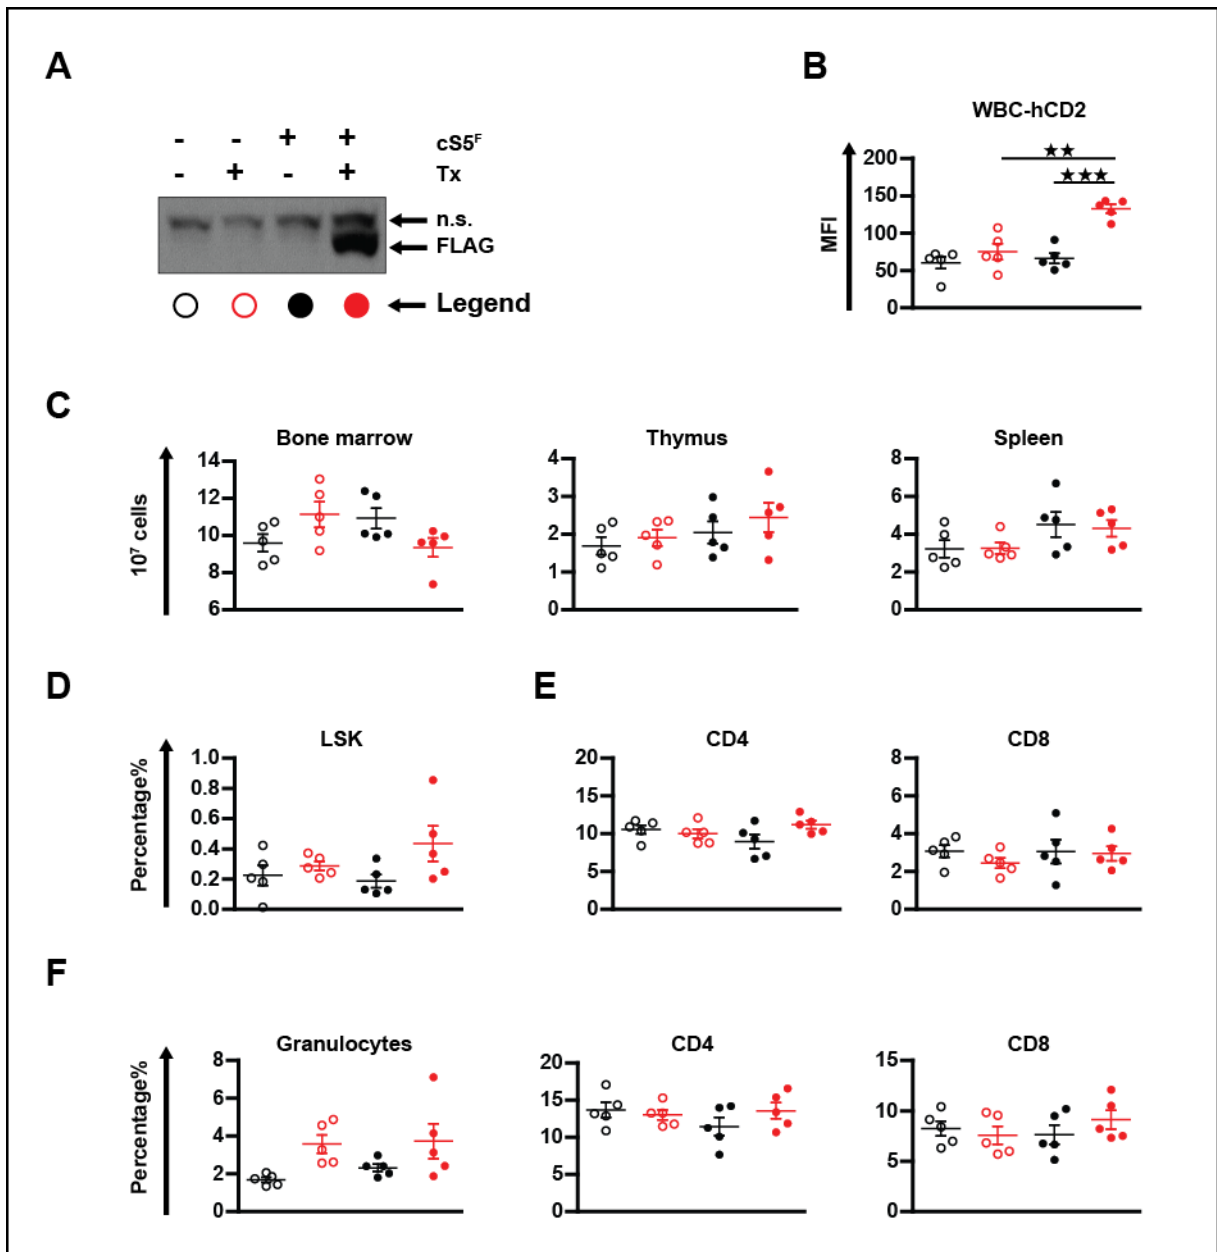 A
- - + + cS5F
- + - + Tx
n.s.
FLAG
Legend
B
WBC-hCD2
★★
★★★
MFI
200
150
100
50
0
C
Bone marrow
10⁷ cells
14
12
10
8
6
Thymus
4
3
2
1
0
Spleen
8
6
4
2
0
D
LSK
Percentage%
1.0
0.8
0.6
0.4
0.2
0.0
E
CD4
20
15
10
5
0
CD8
8
6
4
2
0
F
Granulocytes
Percentage%
8
6
4
2
0
CD4
20
15
10
5
0
CD8
15
10
5
0